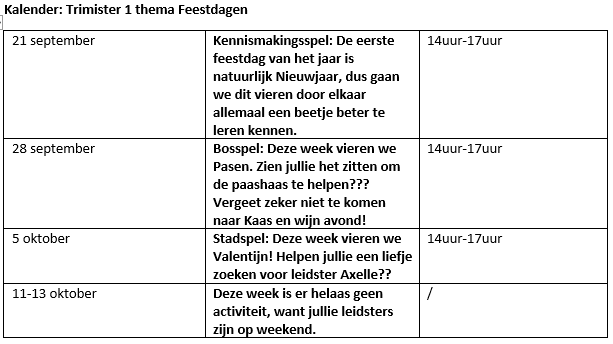 Kalender: Trimister 1 thema Feestdagen
21 september
Kennismakingsspel: De eerste
feestdag van het jaar is
natuurlijk Nieuwjaar, dus gaan
we dit vieren door elkaar
allemaal een beetje beter te
leren kennen.
14uur-17uur
28 september
Bosspel: Deze week vieren we
Pasen. Zien jullie het zitten om
de paashaas te helpen???
Vergeet zeker niet te komen
naar Kaas en wijn avond!
14uur-17uur
5 oktober
Stadspel: Deze week vieren we
Valentijn! Helpen jullie een liefje
zoeken voor leidster Axelle??
14uur-17uur
11-13 oktober
Deze week is er helaas geen
activiteit, want jullie leidsters
zijn op weekend.
/